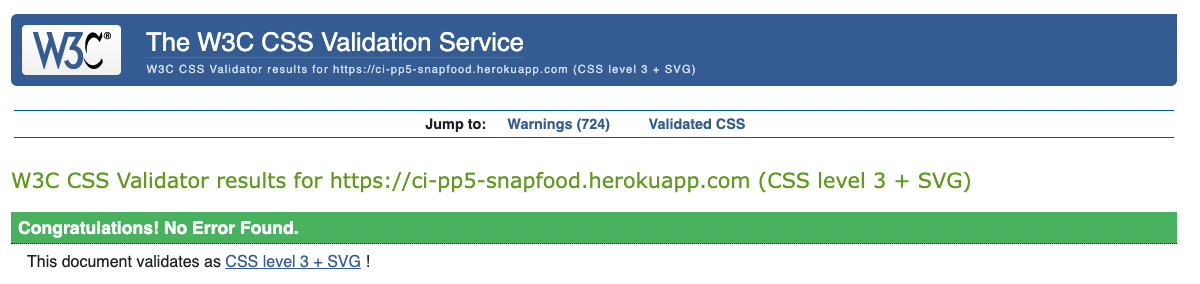 W3C®
The W3C CSS Validation Service
W3C CSS Validator results for https://ci-pp5-snapfood.herokuapp.com (CSS level 3 + SVG)
Jump to: Warnings (724) Validated CSS
W3C CSS Validator results for https://ci-pp5-snapfood.herokuapp.com (CSS level 3 + SVG)
Congratulations! No Error Found.
This document validates as CSS level 3 + SVG !